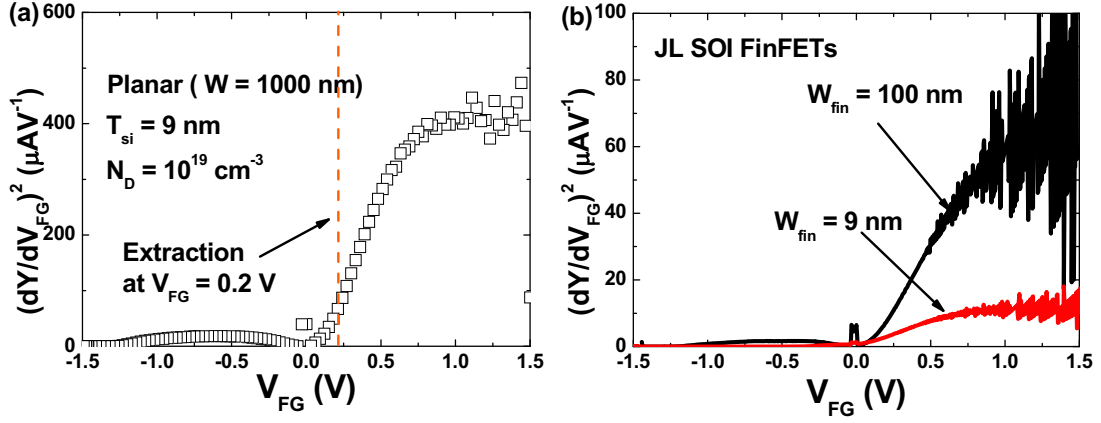 (a)
600
400
200
0
(dY/dV_FG)² (μAV⁻¹)
Planar ( W = 1000 nm)
T_si = 9 nm
N_D = 10¹⁹ cm⁻³
Extraction
at V_FG = 0.2 V
-1.5 -1.0 -0.5 0.0 0.5 1.0 1.5
V_FG (V)
(b)
100
80
60
40
20
0
(dY/dV_FG)² (μAV⁻¹)
JL SOI FinFETs
W_fin = 100 nm
W_fin = 9 nm
-1.5 -1.0 -0.5 0.0 0.5 1.0 1.5
V_FG (V)